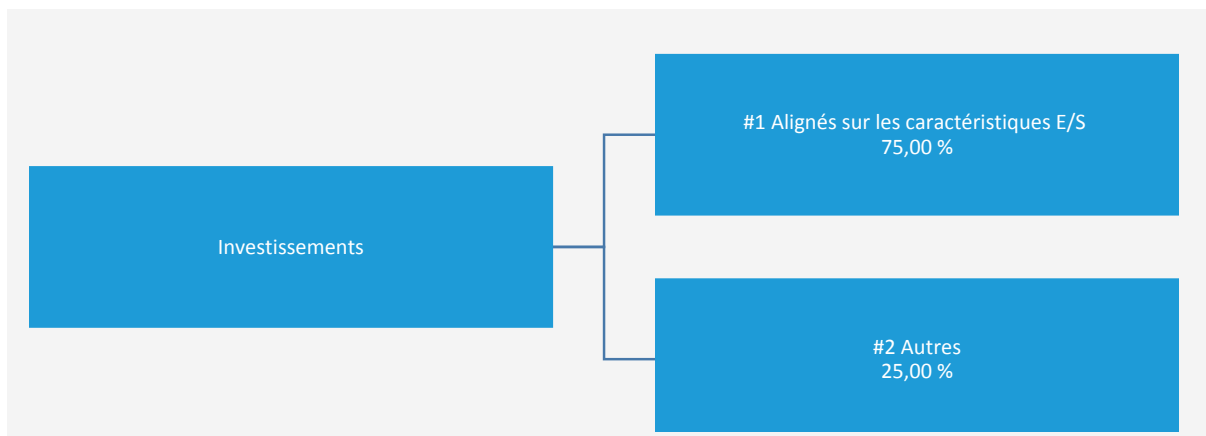 Investissements
#1 Alignés sur les caractéristiques E/S
75,00 %
#2 Autres
25,00 %